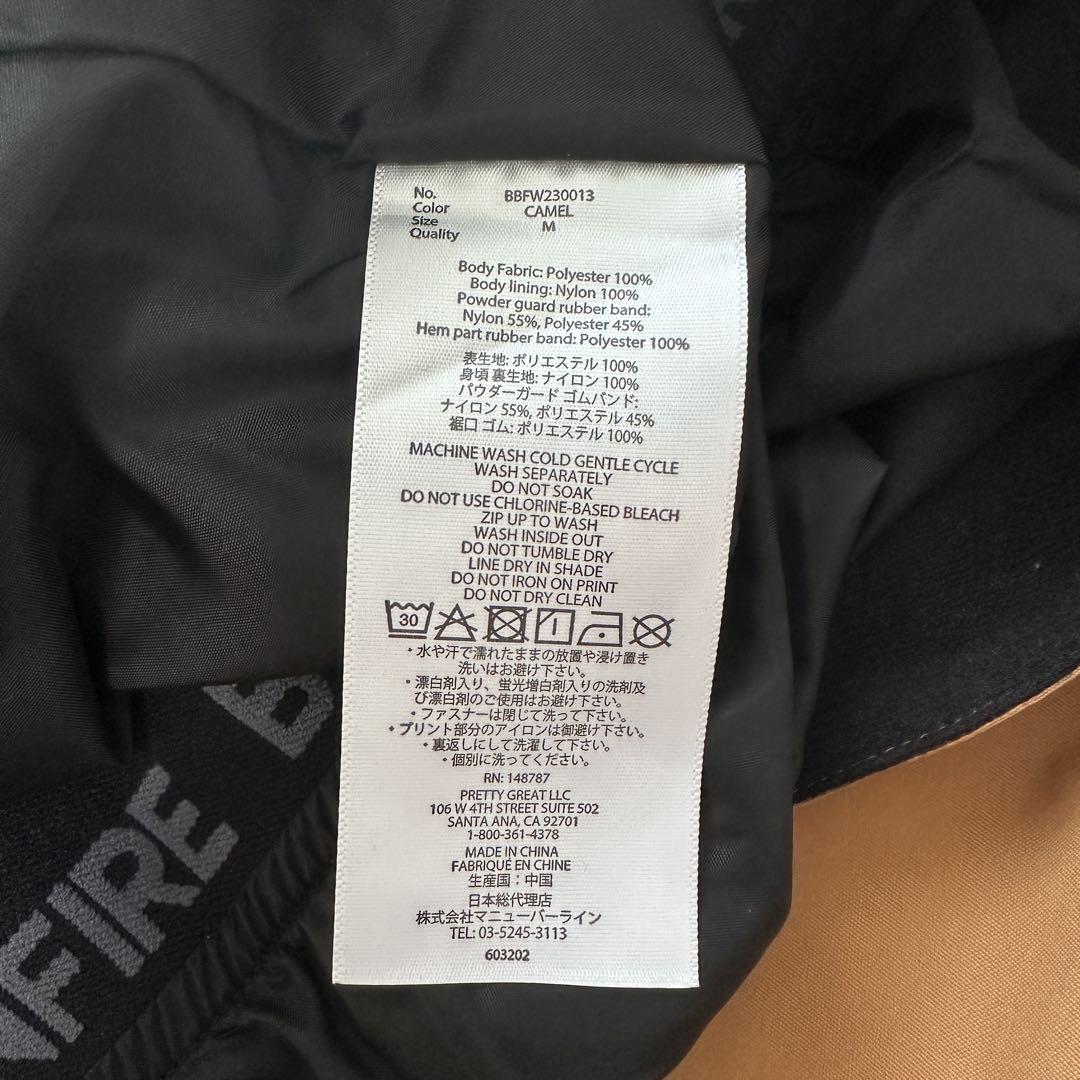 No. BBFW230013
Color CAMEL
Size M
Quality
Body Fabric: Polyester 100%
Body lining: Nylon 100%
Powder guard rubber band:
Nylon 55%, Polyester 45%
Hem part rubber band: Polyester 100%
表生地: ポリエステル 100%
身頃 裏生地: ナイロン 100%
パウダーガード ゴムバンド:
ナイロン 55%, ポリエステル 45%
裾口 ゴム: ポリエステル 100%
MACHINE WASH COLD GENTLE CYCLE
WASH SEPARATELY
DO NOT SOAK
DO NOT USE CHLORINE-BASED BLEACH
ZIP UP TO WASH
WASH INSIDE OUT
DO NOT TUMBLE DRY
LINE DRY IN SHADE
DO NOT IRON ON PRINT
DO NOT DRY CLEAN
30
・水や汗で濡れたままの放置や浸け置き
洗いはお避け下さい。
・漂白剤入り、蛍光増白剤入りの洗剤及
び漂白剤のご使用はお避け下さい。
・ファスナーは閉じて洗って下さい。
・プリント部分のアイロンは御避け下さい。
・裏返しにして洗濯して下さい。
・個別に洗ってください。
RN: 148787
PRETTY GREAT LLC
106 W 4TH STREET SUITE 502
SANTA ANA, CA 92701
1-800-361-4378
MADE IN CHINA
FABRIQUÉ EN CHINE
生産国：中国
日本総代理店
株式会社マニューバーライン
TEL: 03-5245-3113
603202
NFIRE B